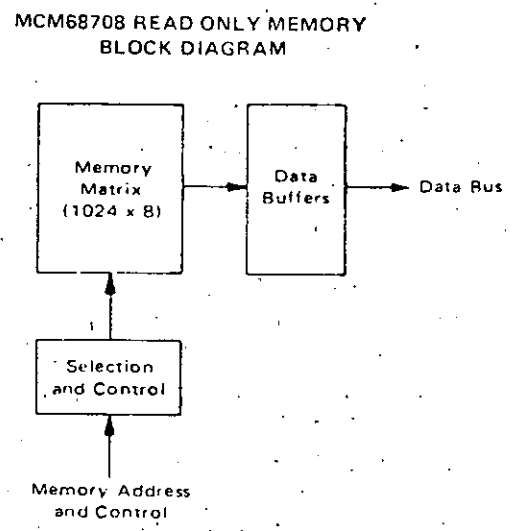 MCM68708 READ ONLY MEMORY
BLOCK DIAGRAM
Memory
Matrix
(1024 x 8)
Data
Buffers
Data Bus
Selection
and Control
Memory Address
and Control